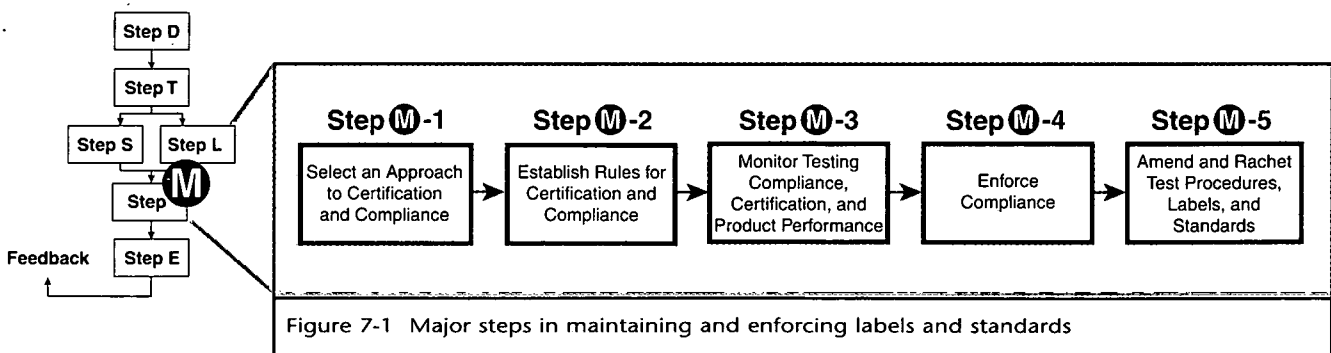 Step D
Step T
Step S
Step L
Step M
Step E
Feedback
Step M-1
Select an Approach
to Certification
and Compliance
Step M-2
Establish Rules for
Certification and
Compliance
Step M-3
Monitor Testing
Compliance,
Certification, and
Product Performance
Step M-4
Enforce
Compliance
Step M-5
Amend and Rachet
Test Procedures,
Labels, and
Standards
Figure 7-1 Major steps in maintaining and enforcing labels and standards